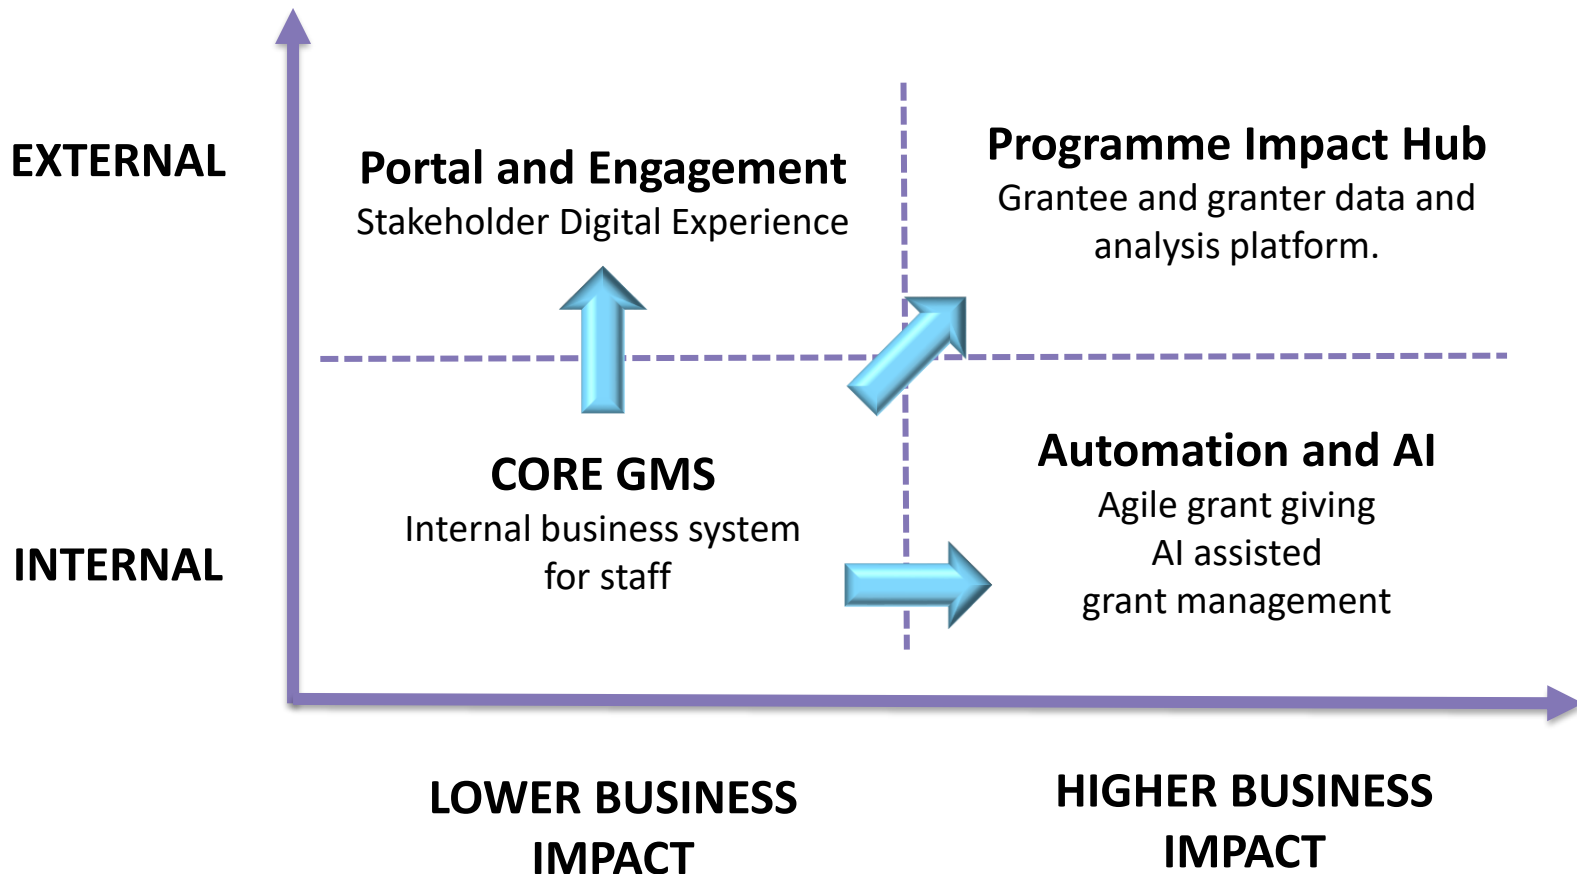 EXTERNAL
Portal and Engagement
Stakeholder Digital Experience
Programme Impact Hub
Grantee and granter data and
analysis platform.
INTERNAL
CORE GMS
Internal business system
for staff
Automation and AI
Agile grant giving
AI assisted
grant management
LOWER BUSINESS
IMPACT
HIGHER BUSINESS
IMPACT